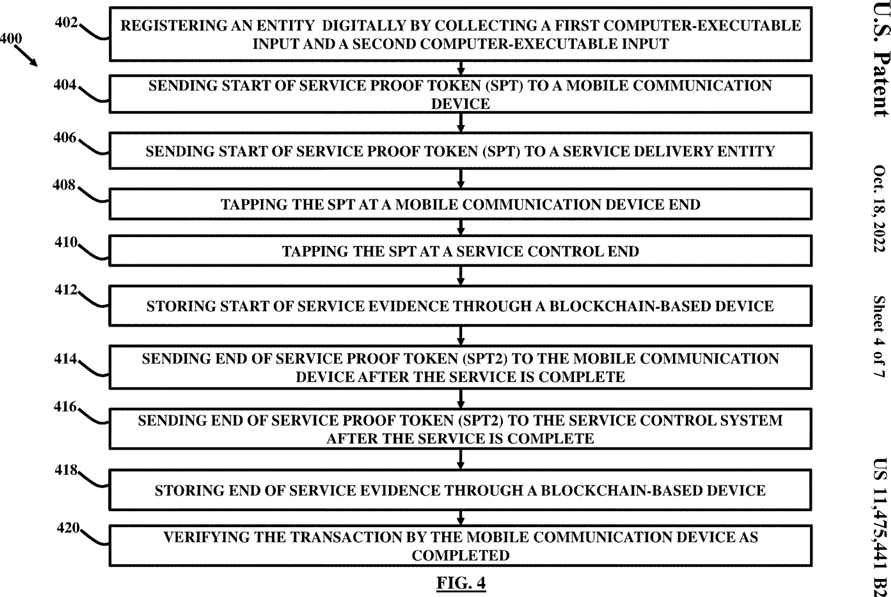 400
402
REGISTERING AN ENTITY DIGITALLY BY COLLECTING A FIRST COMPUTER-EXECUTABLE
INPUT AND A SECOND COMPUTER-EXECUTABLE INPUT
404
SENDING START OF SERVICE PROOF TOKEN (SPT) TO A MOBILE COMMUNICATION
DEVICE
406
SENDING START OF SERVICE PROOF TOKEN (SPT) TO A SERVICE DELIVERY ENTITY
408
TAPPING THE SPT AT A MOBILE COMMUNICATION DEVICE END
410
TAPPING THE SPT AT A SERVICE CONTROL END
412
STORING START OF SERVICE EVIDENCE THROUGH A BLOCKCHAIN-BASED DEVICE
414
SENDING END OF SERVICE PROOF TOKEN (SPT2) TO THE MOBILE COMMUNICATION
DEVICE AFTER THE SERVICE IS COMPLETE
416
SENDING END OF SERVICE PROOF TOKEN (SPT2) TO THE SERVICE CONTROL SYSTEM
AFTER THE SERVICE IS COMPLETE
418
STORING END OF SERVICE EVIDENCE THROUGH A BLOCKCHAIN-BASED DEVICE
420
VERIFYING THE TRANSACTION BY THE MOBILE COMMUNICATION DEVICE AS
COMPLETED
FIG. 4
U.S. Patent Oct. 18, 2022 Sheet 4 of 7 US 11,475,441 B2